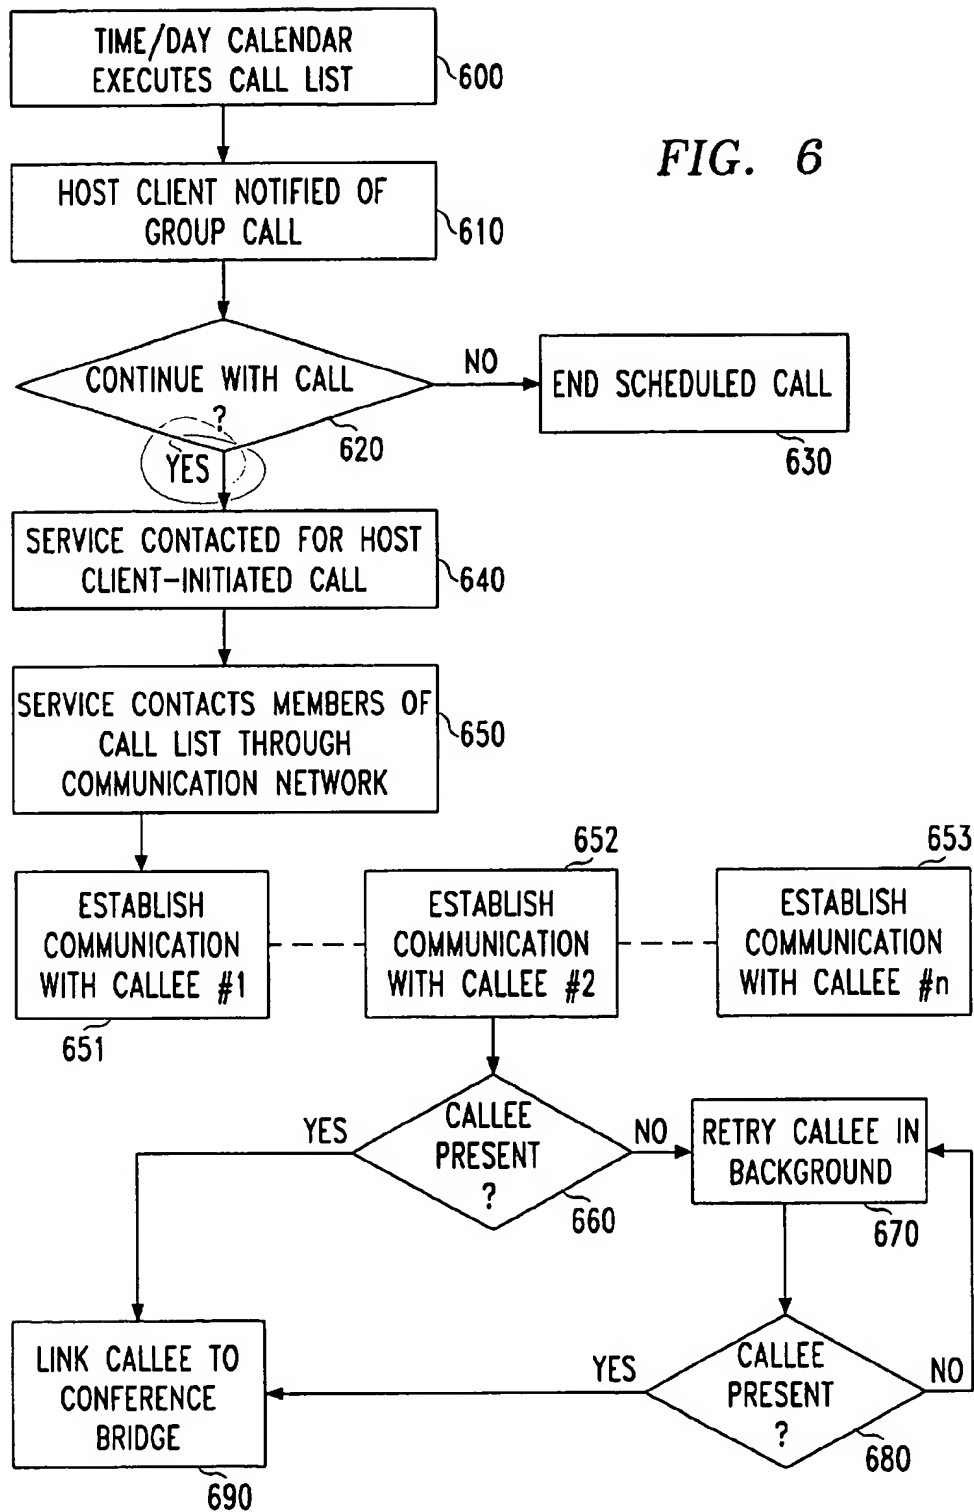 TIME/DAY CALENDAR
EXECUTES CALL LIST
600
FIG. 6
HOST CLIENT NOTIFIED OF
GROUP CALL
610
CONTINUE WITH CALL
?
620
NO
END SCHEDULED CALL
630
YES
SERVICE CONTACTED FOR HOST
CLIENT-INITIATED CALL
640
SERVICE CONTACTS MEMBERS OF
CALL LIST THROUGH
COMMUNICATION NETWORK
650
ESTABLISH
COMMUNICATION
WITH CALLEE #1
651
652
ESTABLISH
COMMUNICATION
WITH CALLEE #2
653
ESTABLISH
COMMUNICATION
WITH CALLEE #n
CALLEE
PRESENT
?
660
YES
NO
RETRY CALLEE IN
BACKGROUND
670
CALLEE
PRESENT
?
680
YES
NO
LINK CALLEE TO
CONFERENCE
BRIDGE
690